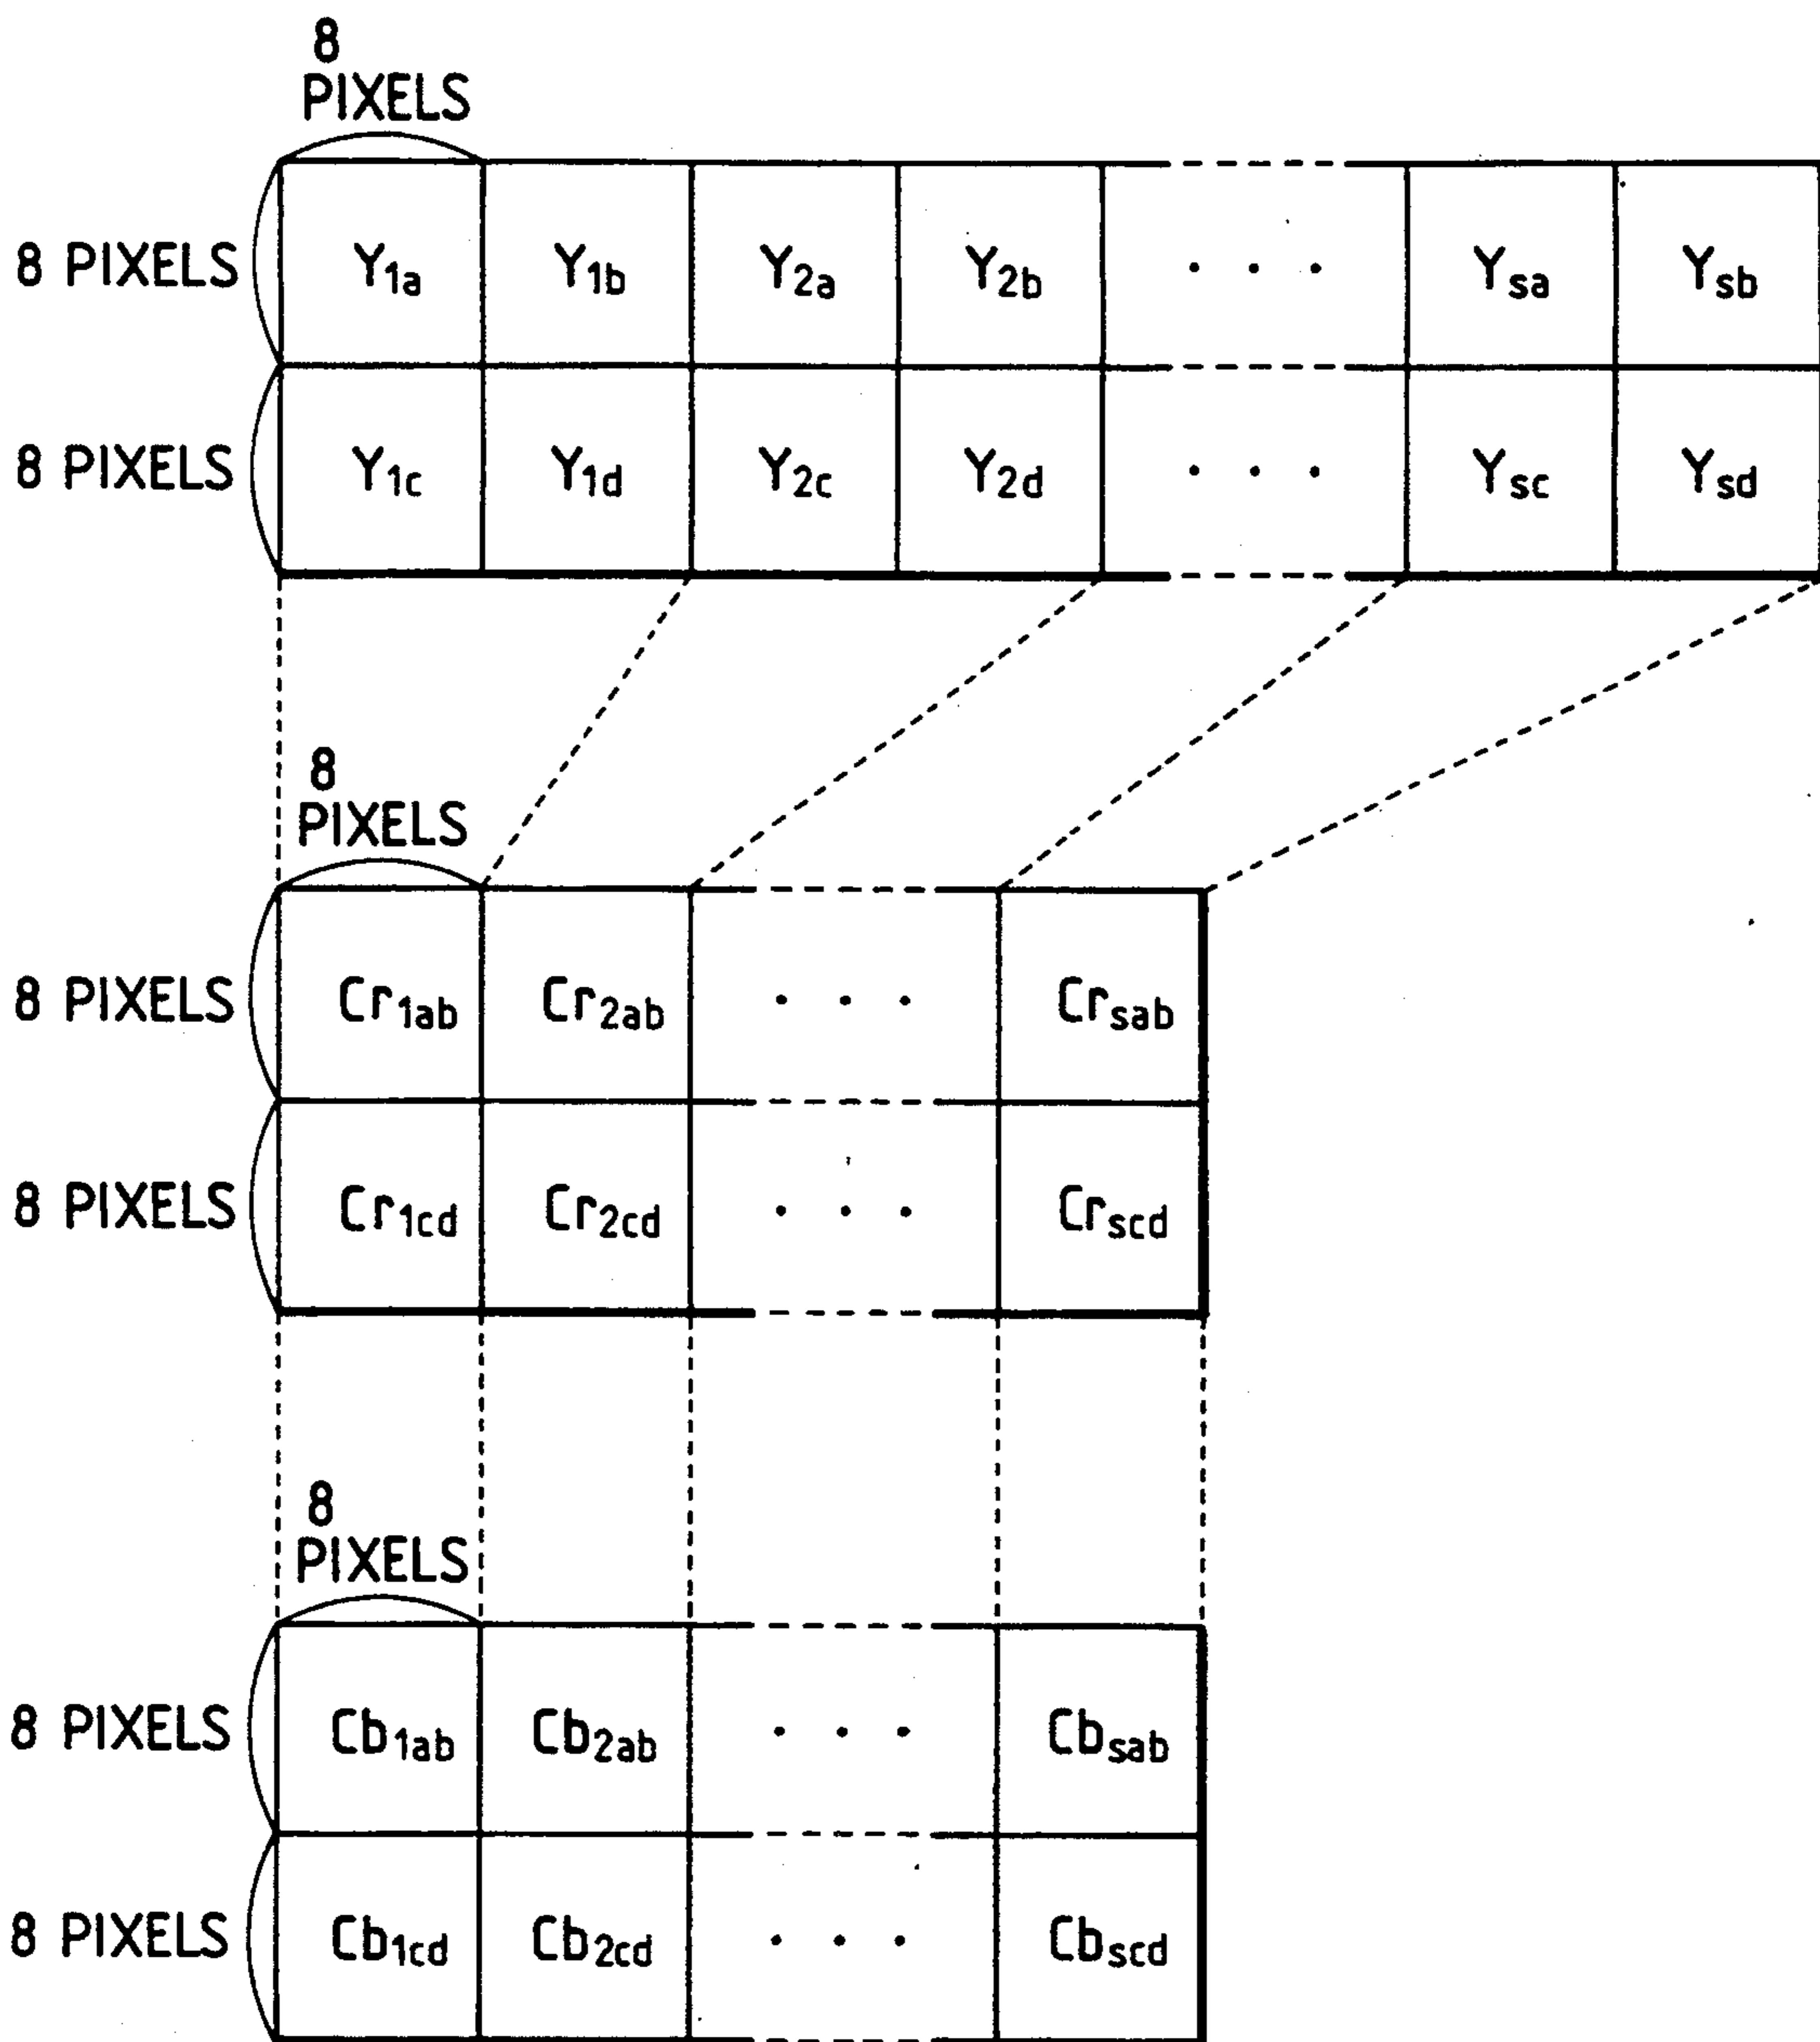 8
PIXELS
8 PIXELS Y1a Y1b Y2a Y2b . . . Ysa Ysb
8 PIXELS Y1c Y1d Y2c Y2d . . . Ysc Ysd
8
PIXELS
8 PIXELS Cr1ab Cr2ab . . . Crsab
8 PIXELS Cr1cd Cr2cd . . . Crscd
8
PIXELS
8 PIXELS Cb1ab Cb2ab . . . Cbsab
8 PIXELS Cb1cd Cb2cd . . . Cbscd